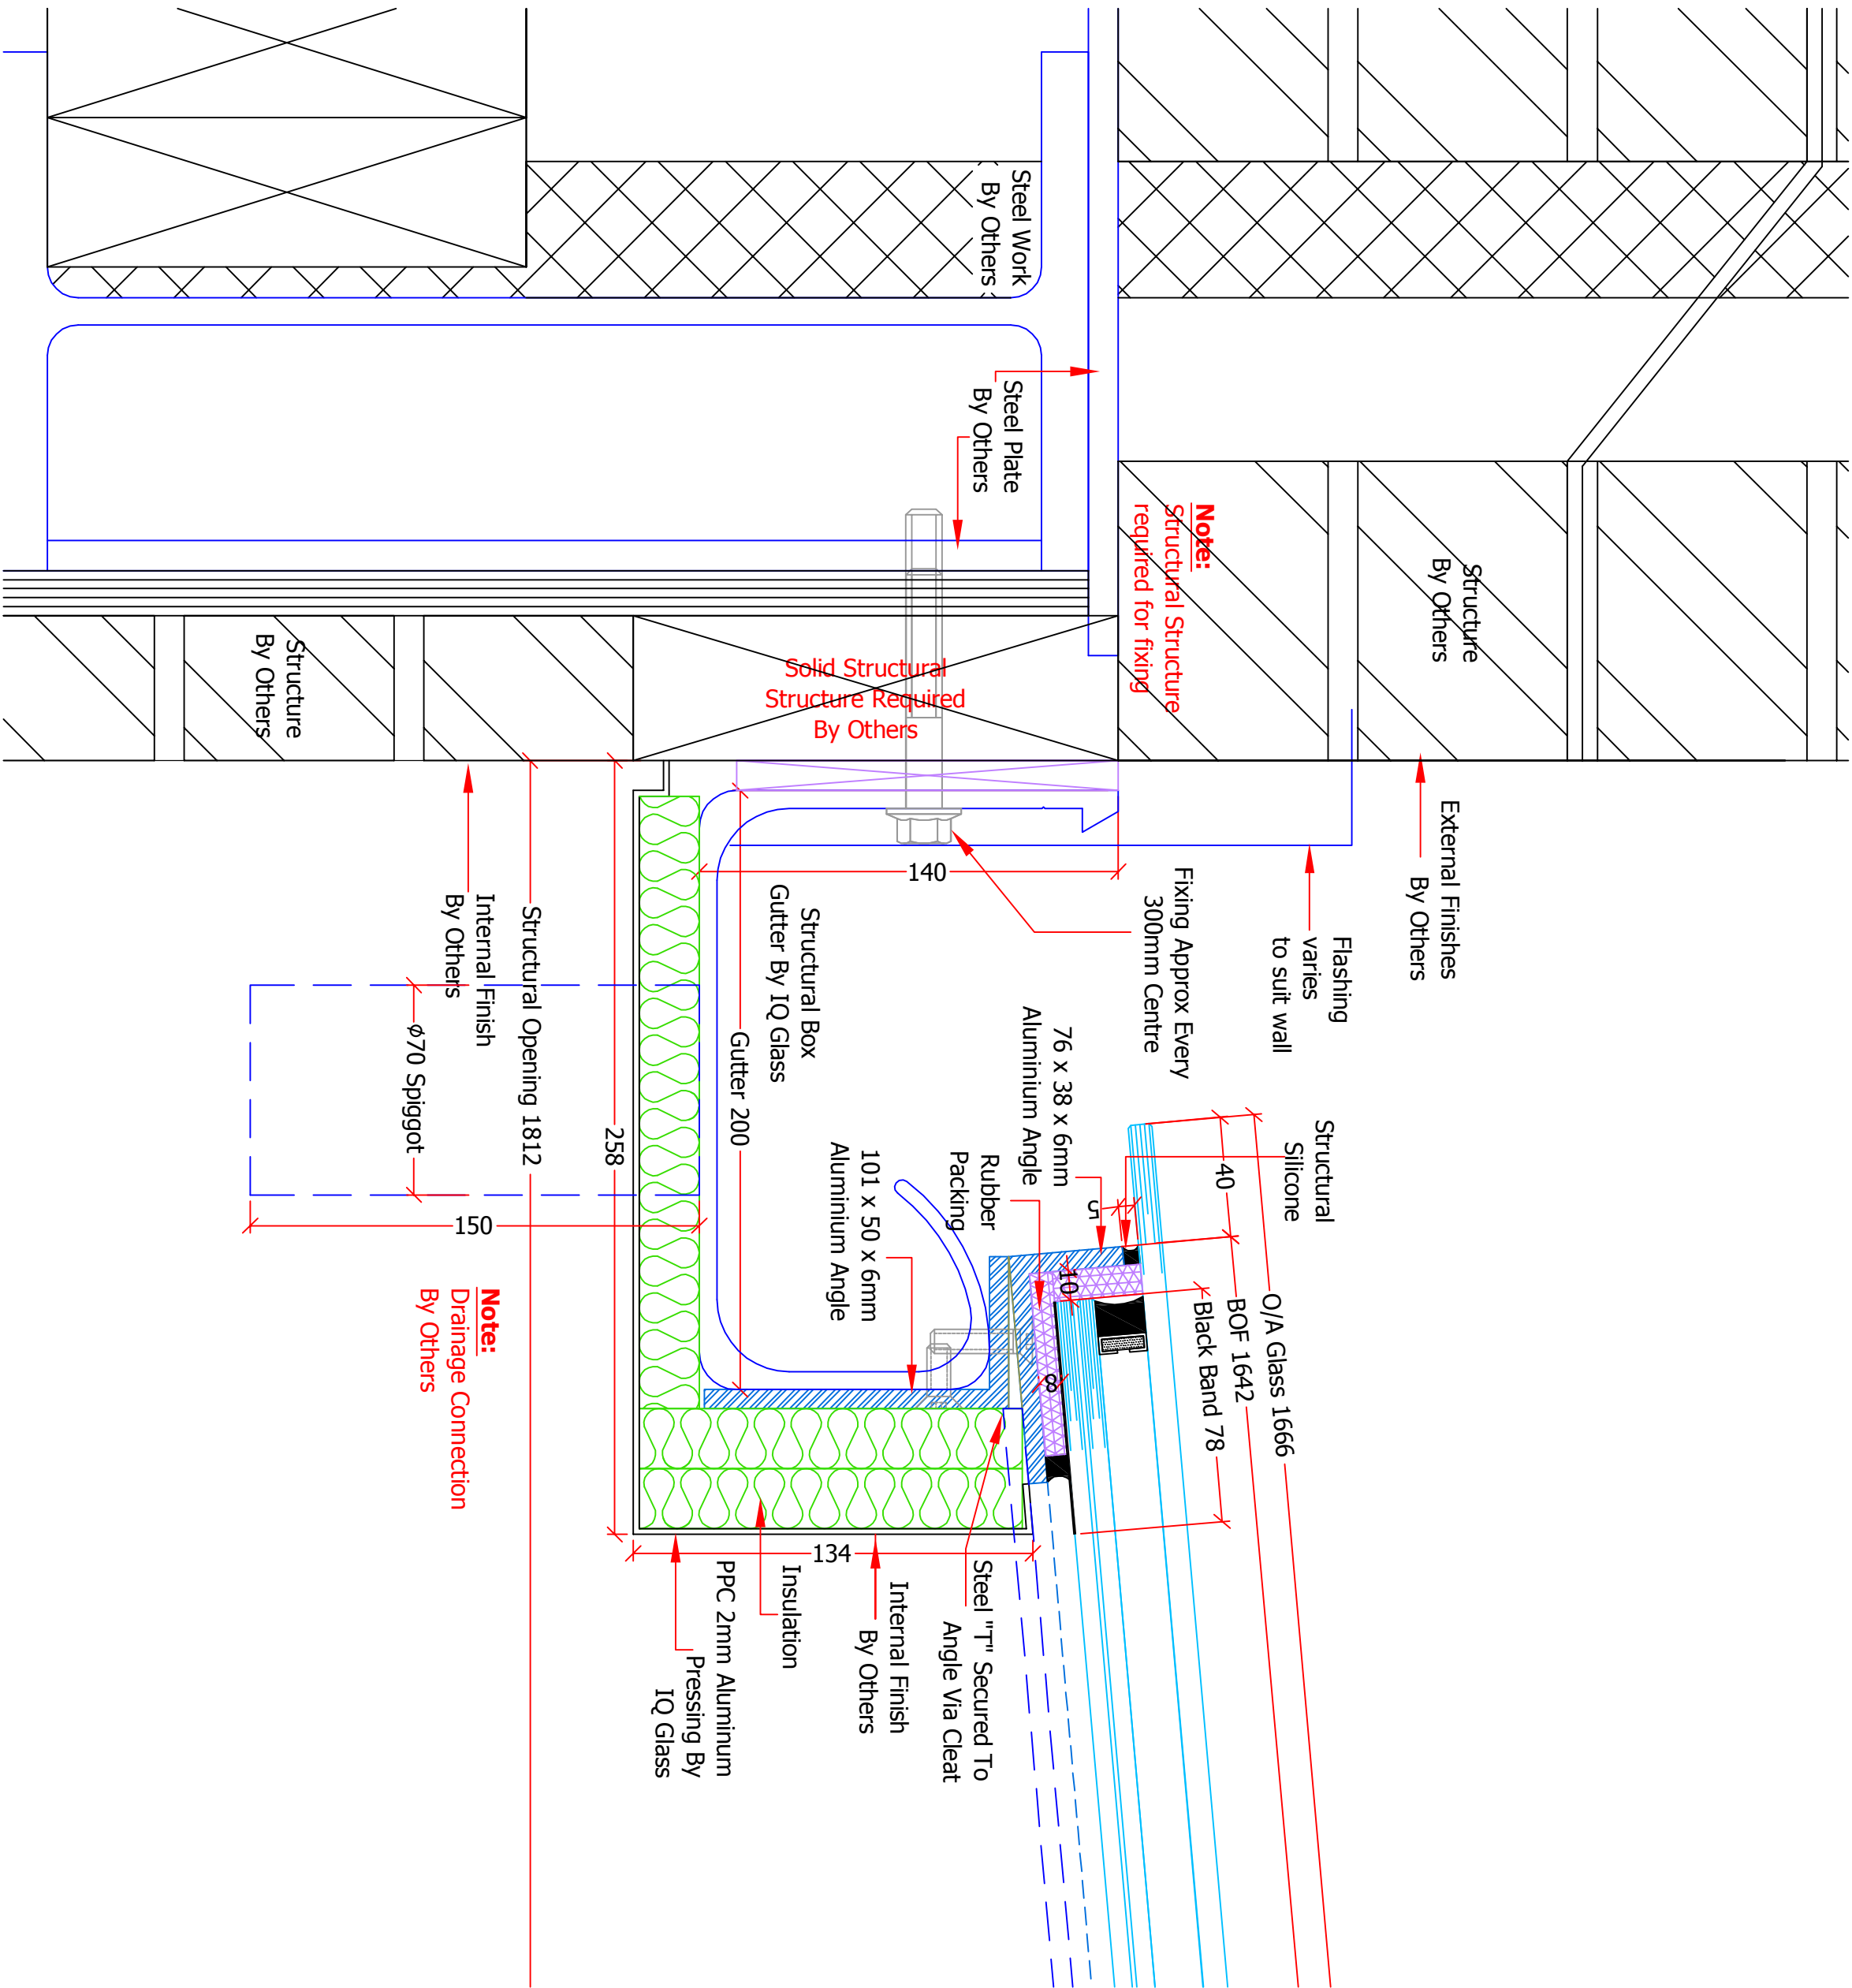 Steel Work
By Others
Steel Plate
By Others
Note:
Structural Structure
required for fixing
Structure
By Others
Structure
By Others
Solid Structural
Structure Required
By Others
External Finishes
By Others
Flashing
varies
to suit wall
Fixing Approx Every
300mm Centre
140
Structural Box
Gutter By IQ Glass
Gutter 200
Internal Finish
By Others
Structural Opening 1812
258
⌀70 Spiggot
150
76 x 38 x 6mm
Aluminium Angle
Rubber
Packing
101 x 50 x 6mm
Aluminium Angle
Structural
Silicone
40
5
10
8
O/A Glass 1666
BOF 1642
Black Band 78
Note:
Drainage Connection
By Others
134
Steel "T" Secured To
Angle Via Cleat
Internal Finish
By Others
Insulation
PPC 2mm Aluminum
Pressing By
IQ Glass